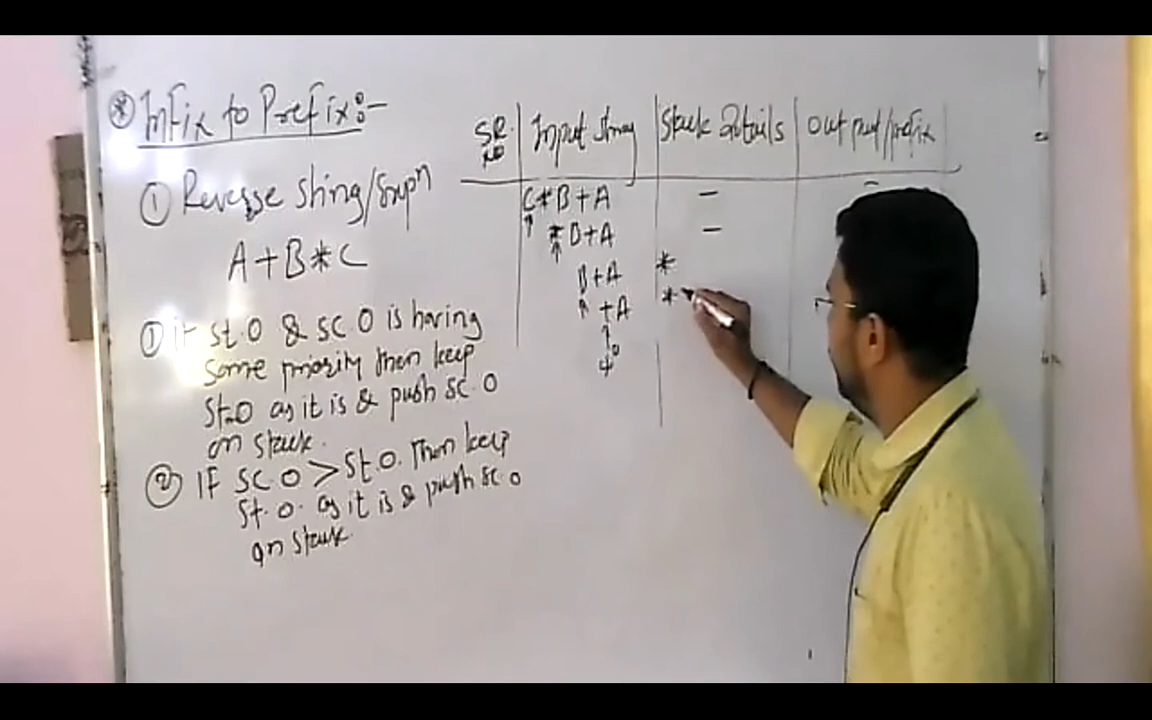 * Infix to Prefix:-
① Reverse string/expn
A+B*C
① if st.o & sc.o is having
same priority then keep
st.o as it is & push sc.o
on stack.
② IF sc.o > st.o. then keep
st.o. as it is & push sc.o
on stack.
SR. No Input string Stack Details Output/prefix
C*B+A - -
*B+A -
B+A *
+A *